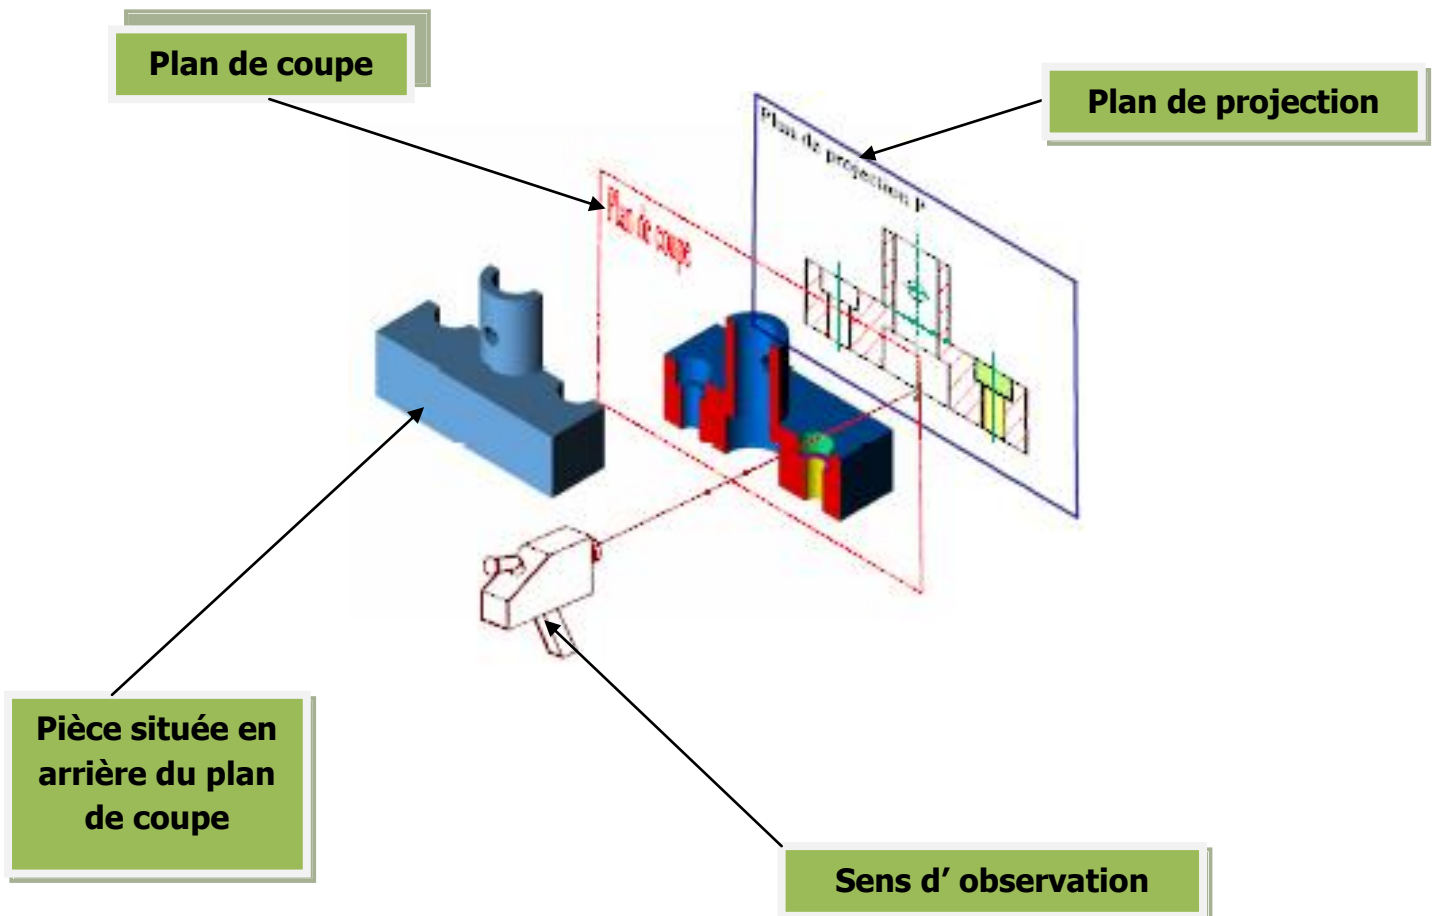 Plan de coupe
Plan de projection
Plan de projection P
Plan de coupe
Pièce située en
arrière du plan
de coupe
Sens d’ observation